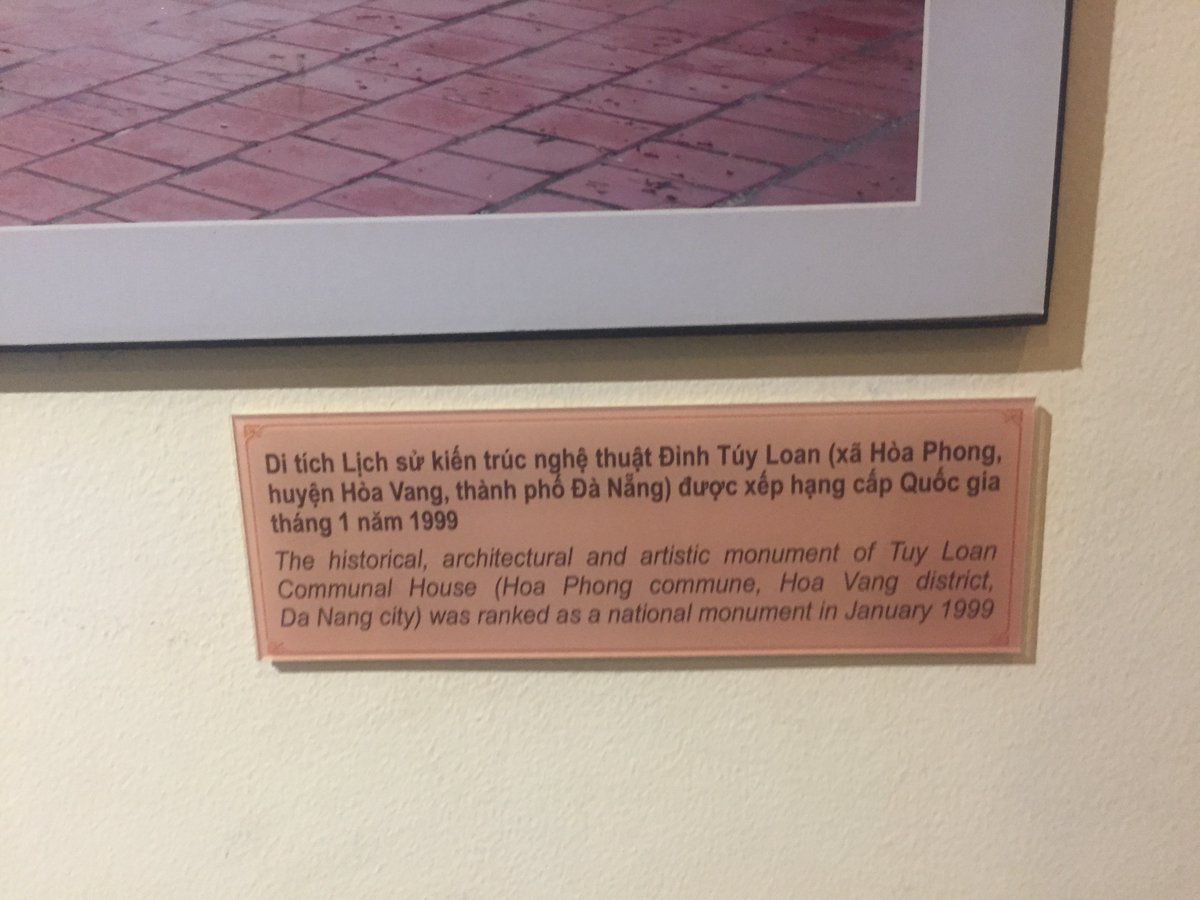 Di tích Lịch sử kiến trúc nghệ thuật Đình Túy Loan (xã Hòa Phong,
huyện Hòa Vang, thành phố Đà Nẵng) được xếp hạng cấp Quốc gia
tháng 1 năm 1999
The historical, architectural and artistic monument of Tuy Loan
Communal House (Hoa Phong commune, Hoa Vang district,
Da Nang city) was ranked as a national monument in January 1999